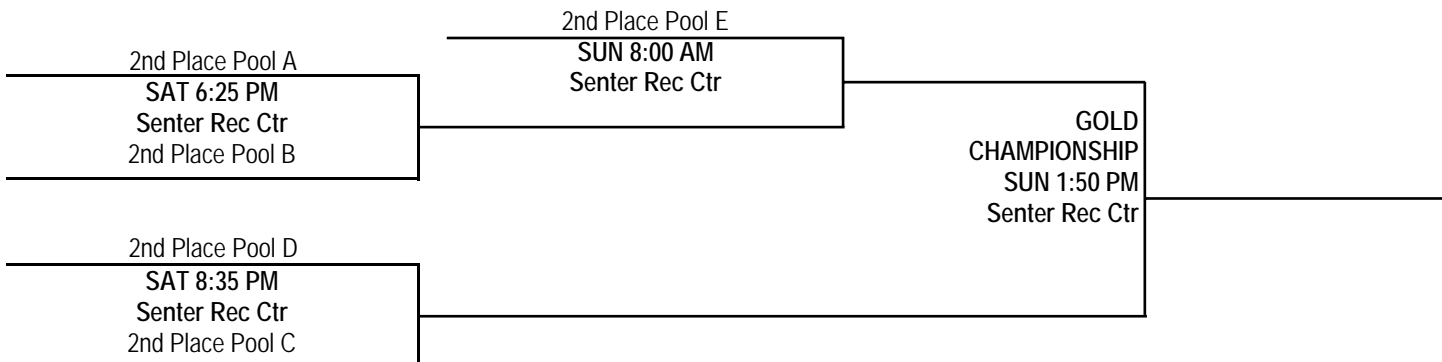 2nd Place Pool E
SUN 8:00 AM
Senter Rec Ctr
2nd Place Pool A
SAT 6:25 PM
Senter Rec Ctr
2nd Place Pool B
GOLD
CHAMPIONSHIP
SUN 1:50 PM
Senter Rec Ctr
2nd Place Pool D
SAT 8:35 PM
Senter Rec Ctr
2nd Place Pool C